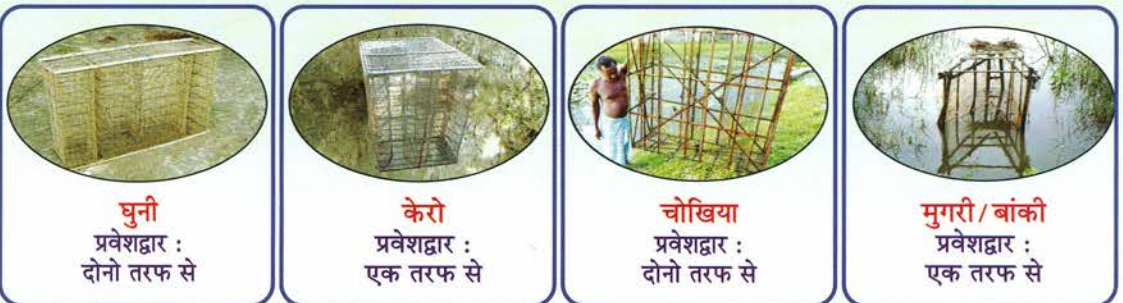 घुनी
प्रवेशद्वार :
दोनो तरफ से
केरो
प्रवेशद्वार :
एक तरफ से
चोखिया
प्रवेशद्वार :
दोनो तरफ से
मुगरी / बांकी
प्रवेशद्वार :
एक तरफ से